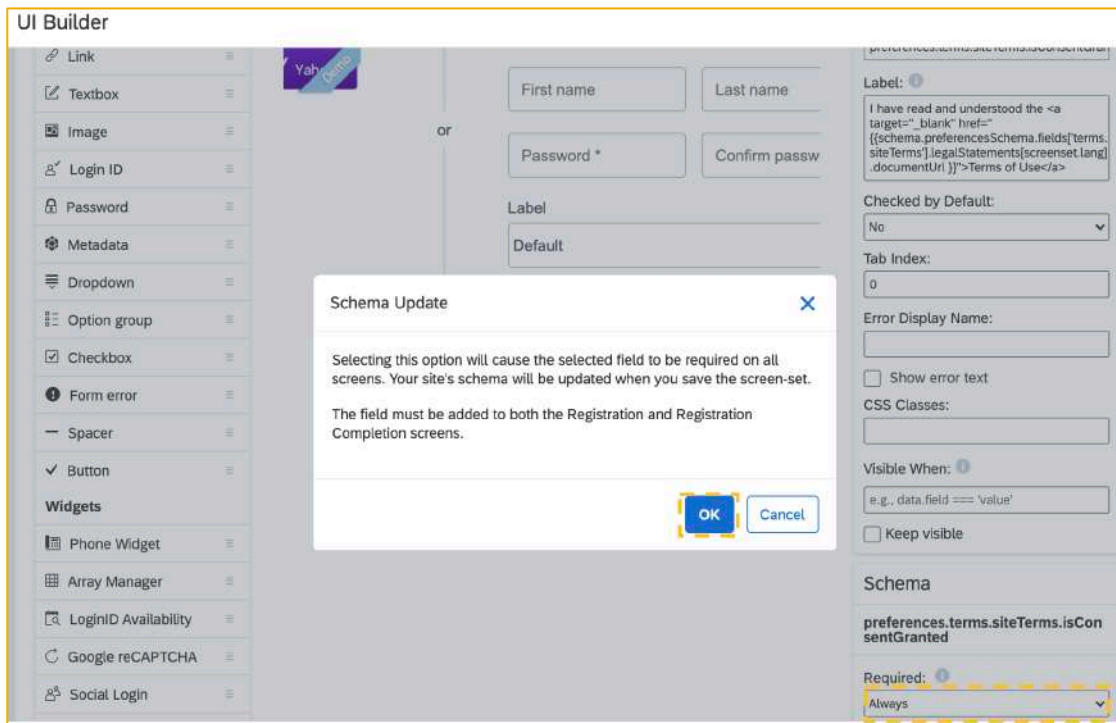 UI Builder
Link
Textbox
Image
Login ID
Password
Metadata
Dropdown
Option group
Checkbox
Form error
Spacer
Button
Widgets
Phone Widget
Array Manager
LoginID Availability
Google reCAPTCHA
Social Login
Demo
or
First name
Last name
Password *
Confirm passw
Label
Default
Schema Update
Selecting this option will cause the selected field to be required on all
screens. Your site's schema will be updated when you save the screen-set.
The field must be added to both the Registration and Registration
Completion screens.
OK
Cancel
preferences.terms.siteTerms.isConsentGran
Label:
I have read and understood the <a
target="_blank" href="
{{schema.preferencesSchema.fields['terms.
siteTerms'].legalStatements[screenset.lang]
.documentUrl }}">Terms of Use</a>
Checked by Default:
No
Tab Index:
0
Error Display Name:
Show error text
CSS Classes:
Visible When:
e.g., data.field === 'value'
Keep visible
Schema
preferences.terms.siteTerms.isCon
sentGranted
Required:
Always